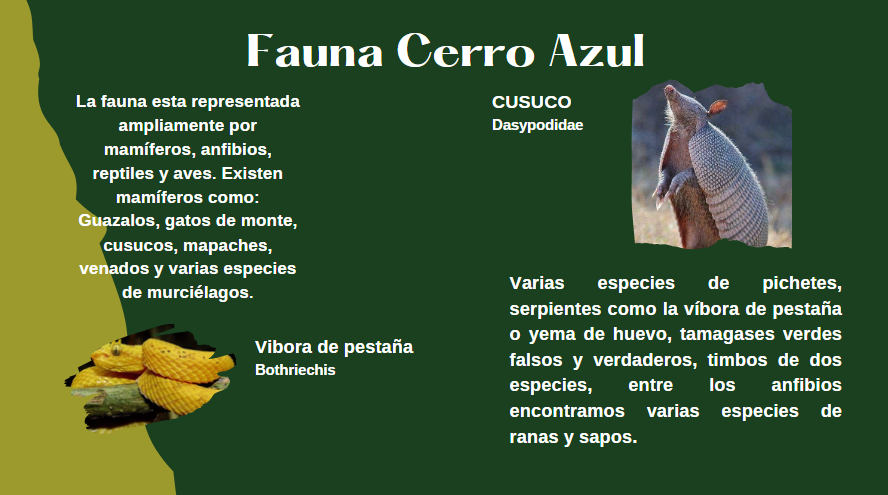 Fauna Cerro Azul
La fauna esta representada
ampliamente por
mamíferos, anfibios,
reptiles y aves. Existen
mamíferos como:
Guazalos, gatos de monte,
cusucos, mapaches,
venados y varias especies
de murciélagos.
Vibora de pestaña
Bothriechis
CUSUCO
Dasypodidae
Varias especies de pichetes,
serpientes como la víbora de pestaña
o yema de huevo, tamagases verdes
falsos y verdaderos, timbos de dos
especies, entre los anfibios
encontramos varias especies de
ranas y sapos.